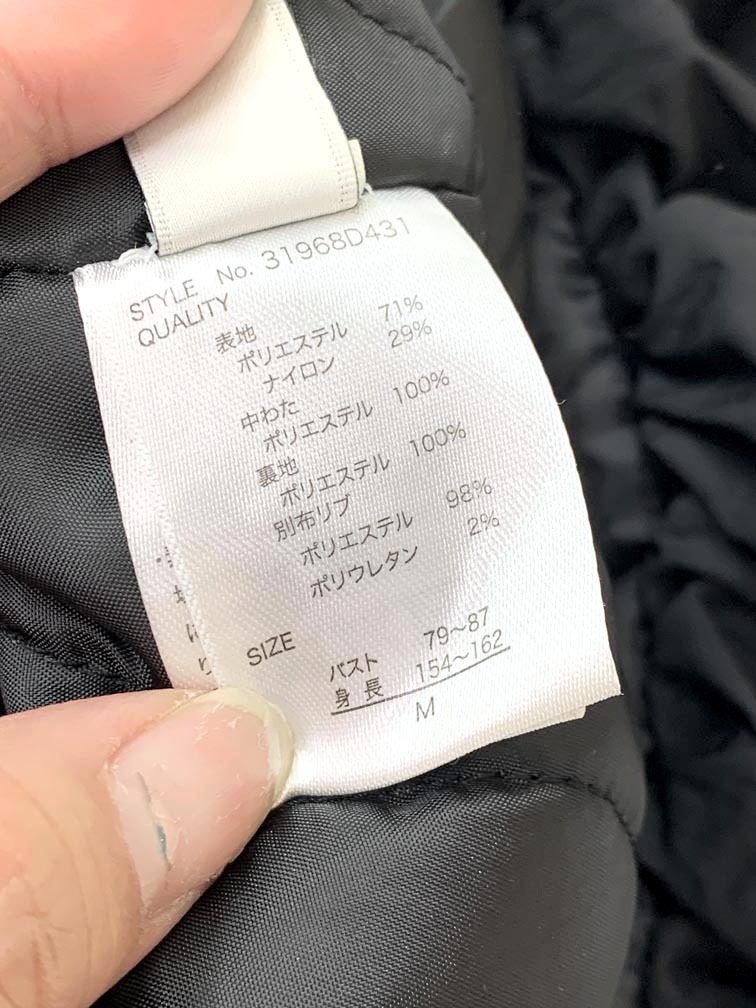 STYLE No. 31968D431
QUALITY
表地
ポリエステル 71%
ナイロン 29%
中わた
ポリエステル 100%
裏地
ポリエステル 100%
別布リブ
ポリエステル 98%
ポリウレタン 2%
SIZE
バスト 79〜87
身長 154〜162
M